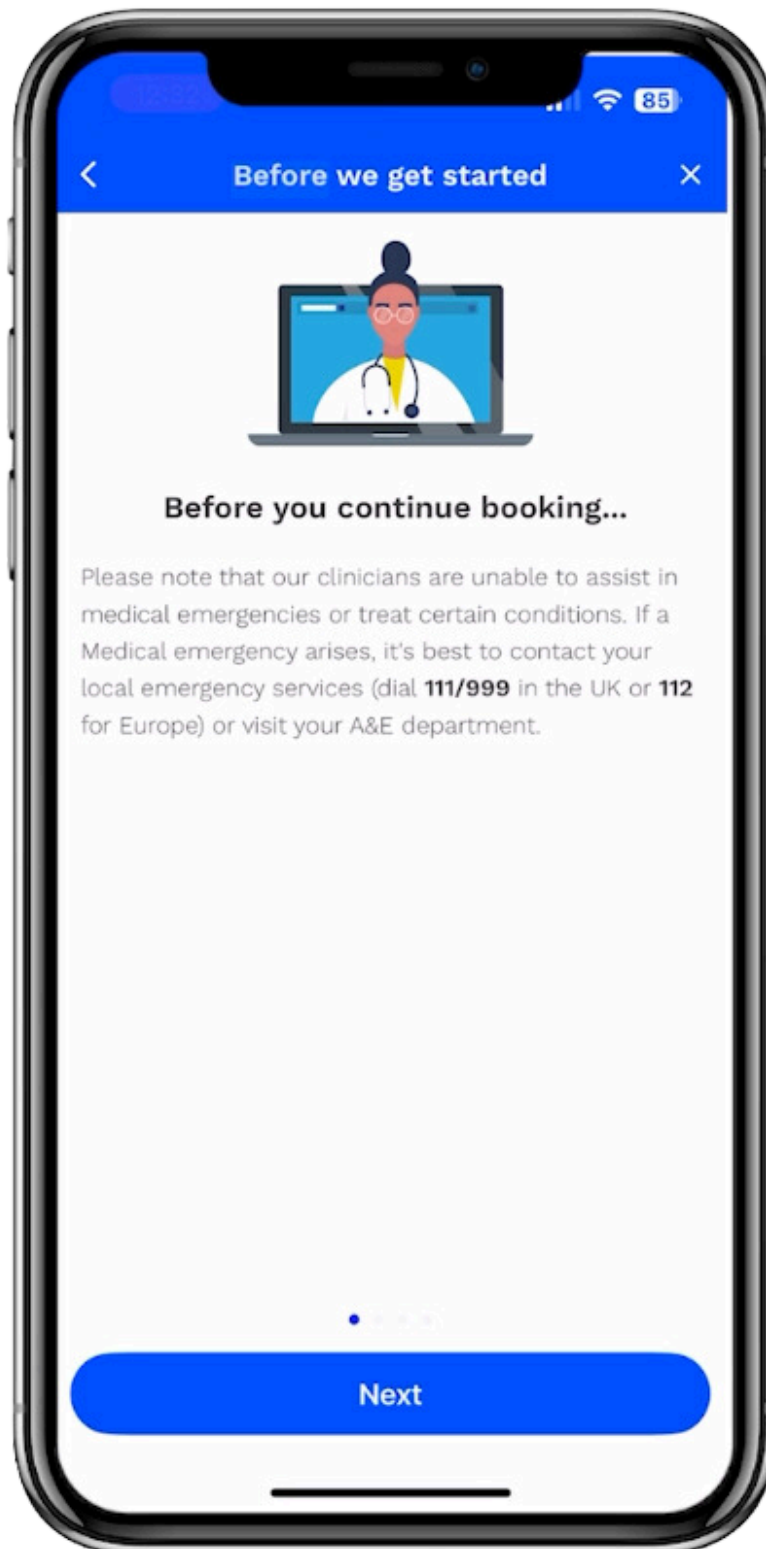 85
Before we get started
Before you continue booking...
Please note that our clinicians are unable to assist in
medical emergencies or treat certain conditions. If a
Medical emergency arises, it's best to contact your
local emergency services (dial 111/999 in the UK or 112
for Europe) or visit your A&E department.
Next